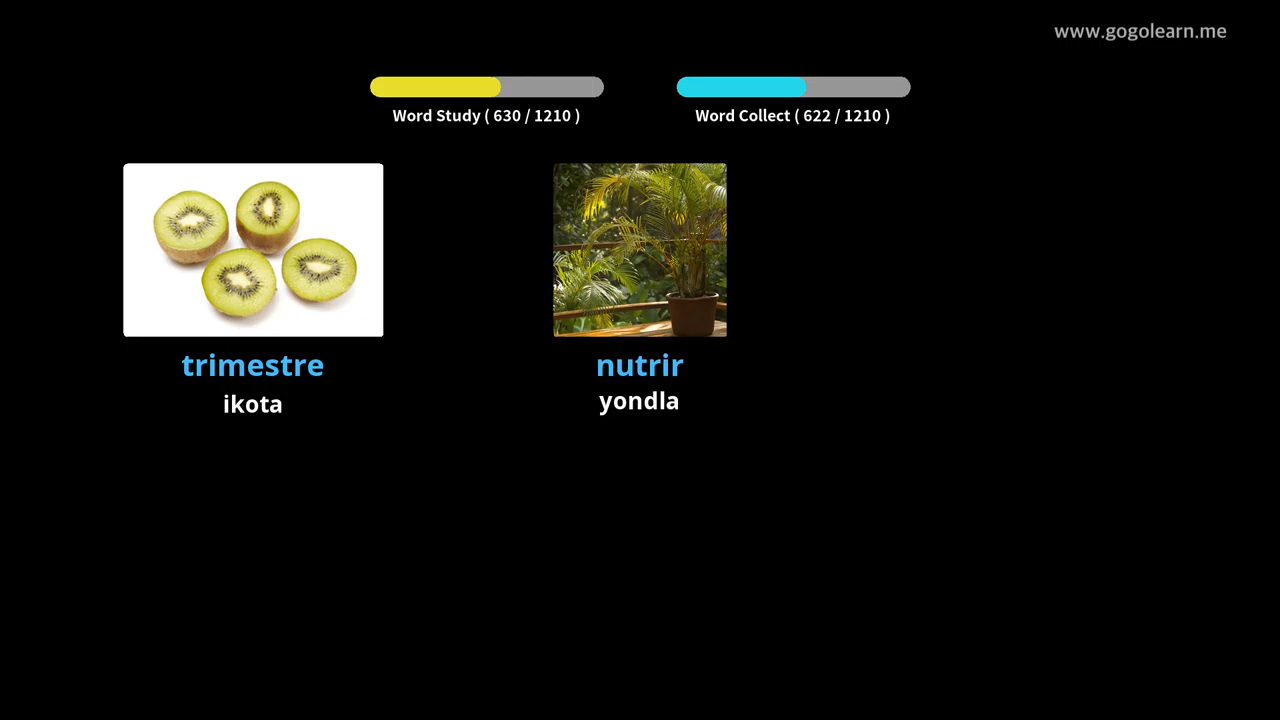 www.gogolearn.me
Word Study ( 630 / 1210 )
Word Collect ( 622 / 1210 )
trimestre
ikota
nutrir
yondla